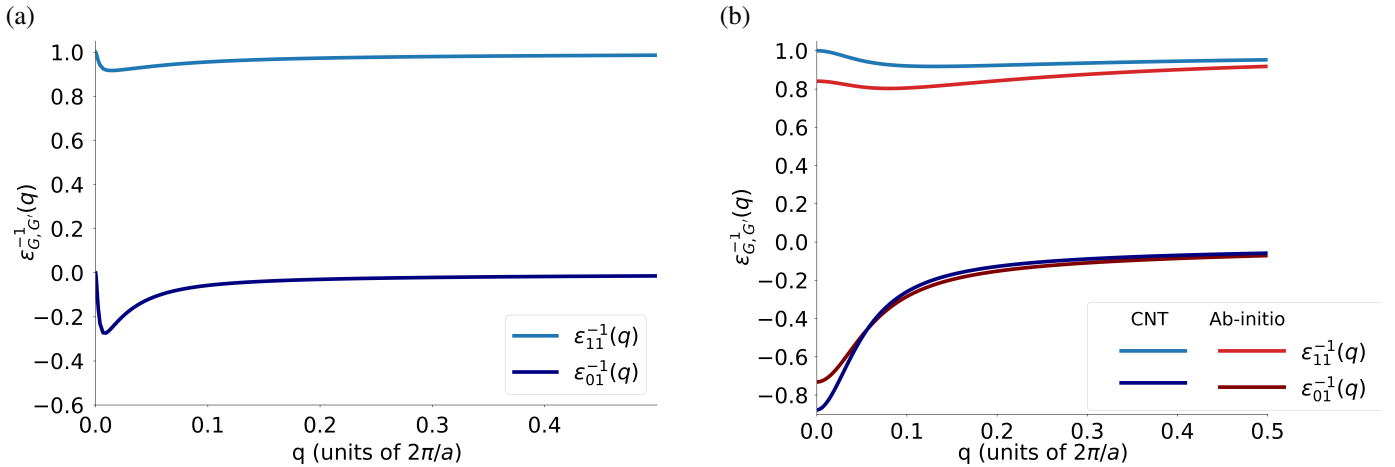 (a)
1.0
0.8
0.6
0.4
0.2
0.0
−0.2
−0.4
−0.6
ε⁻¹_{G,G'}(q)
0.0 0.1 0.2 0.3 0.4
q (units of 2π/a)
ε⁻¹₁₁(q)
ε⁻¹₀₁(q)
(b)
1.0
0.8
0.6
0.4
0.2
0.0
−0.2
−0.4
−0.6
−0.8
ε⁻¹_{G,G'}(q)
0.0 0.1 0.2 0.3 0.4 0.5
q (units of 2π/a)
CNT Ab-initio
ε⁻¹₁₁(q)
ε⁻¹₀₁(q)